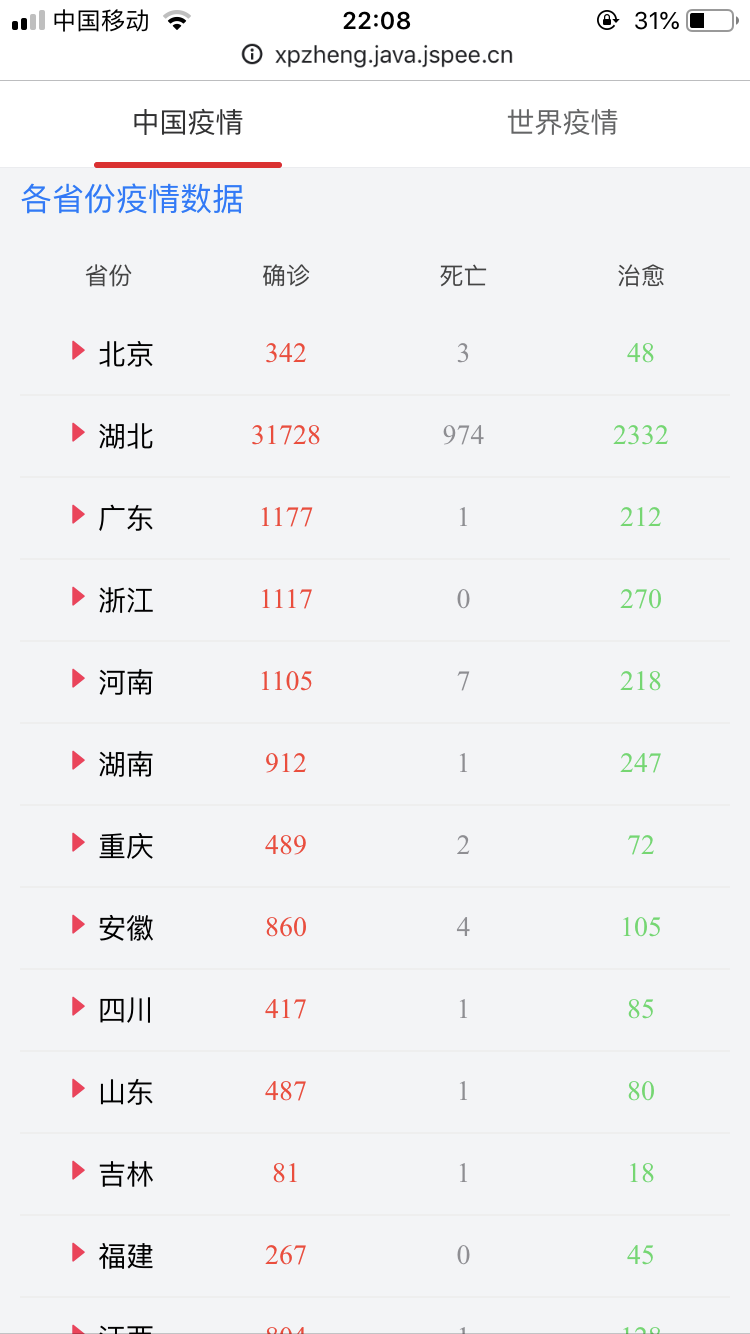 中国移动 22:08 31%
xpzheng.java.jspee.cn
中国疫情 世界疫情
各省份疫情数据
省份 确诊 死亡 治愈
北京 342 3 48
湖北 31728 974 2332
广东 1177 1 212
浙江 1117 0 270
河南 1105 7 218
湖南 912 1 247
重庆 489 2 72
安徽 860 4 105
四川 417 1 85
山东 487 1 80
吉林 81 1 18
福建 267 0 45
江西 804 1 128